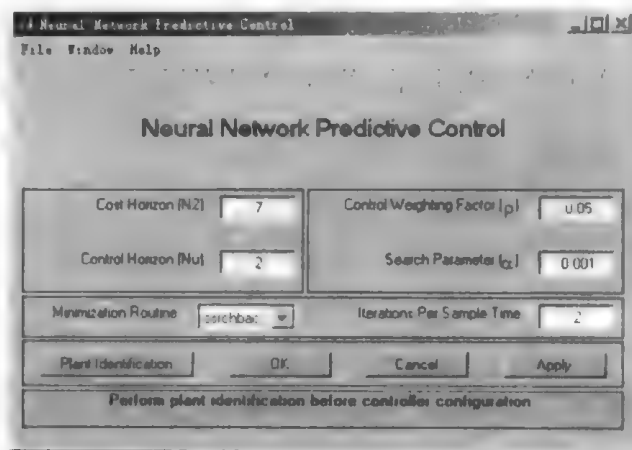 Neural Network Predictive Control
File Window Help
Neural Network Predictive Control
Cost Horizon (N2) 7
Control Weighting Factor (ρ) 0.05
Control Horizon (Nu) 2
Search Parameter (α) 0.001
Minimization Routine csrchbac
Iterations Per Sample Time 2
Plant Identification OK Cancel Apply
Perform plant identification before controller configuration